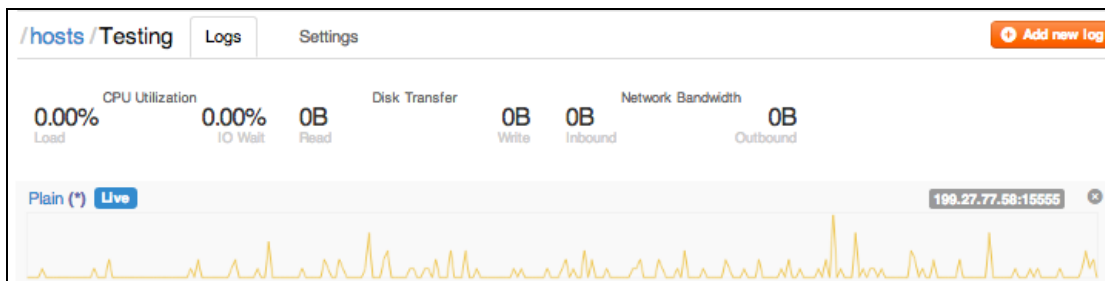 /hosts /Testing Logs Settings Add new log
CPU Utilization Disk Transfer Network Bandwidth
0.00% 0.00% 0B 0B 0B 0B
Load IO Wait Read Write Inbound Outbound
Plain (*) Live 199.27.77.58:15555